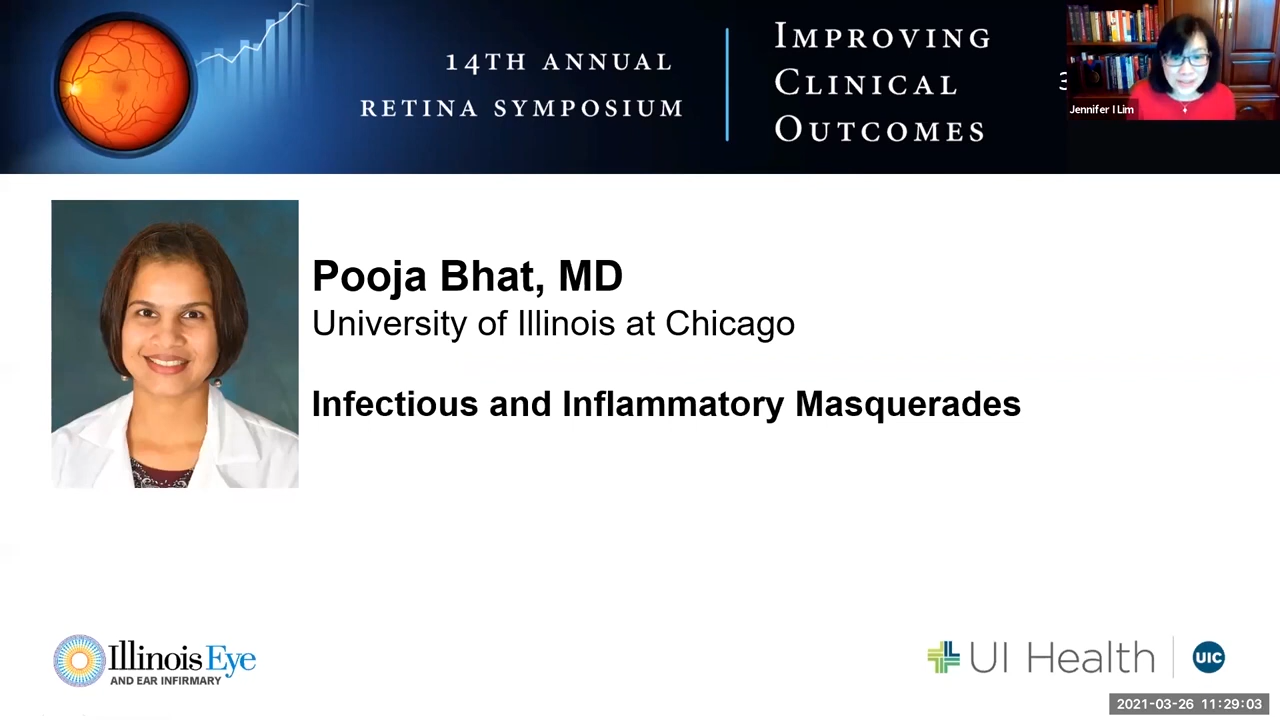 14TH ANNUAL
RETINA SYMPOSIUM
IMPROVING
CLINICAL
OUTCOMES
3
Jennifer I Lim
Pooja Bhat, MD
University of Illinois at Chicago
Infectious and Inflammatory Masquerades
Illinois Eye
AND EAR INFIRMARY
UI Health
UIC
2021-03-26 11:29:03